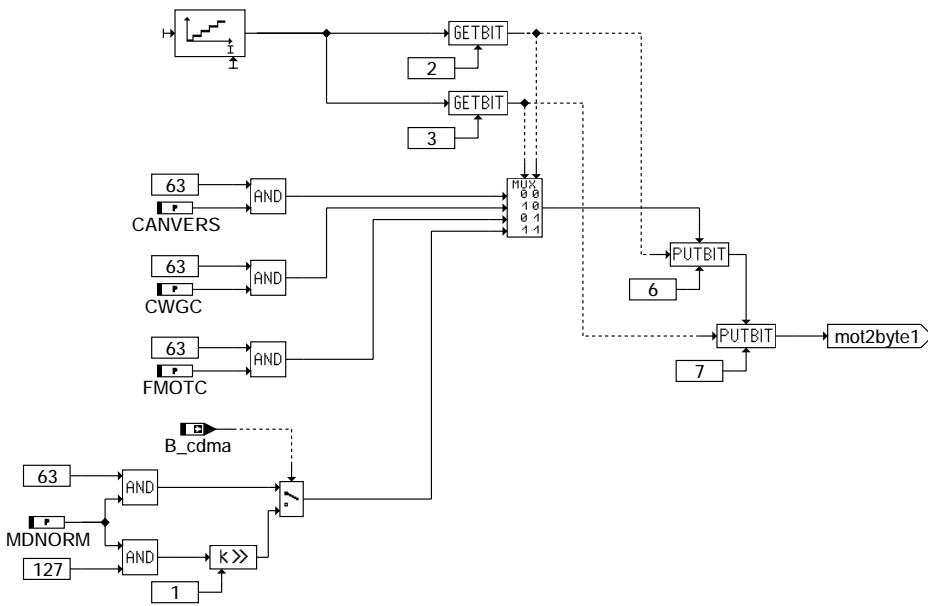 I
GETBIT
2
GETBIT
3
MUX
0 0
1 0
0 1
1 1
63
AND
P
CANVERS
63
AND
P
CWGC
63
AND
P
FMOTC
PUTBIT
6
PUTBIT
mot2byte1
7
B_cdma
63
AND
P
MDNORM
AND
127
K >>
1